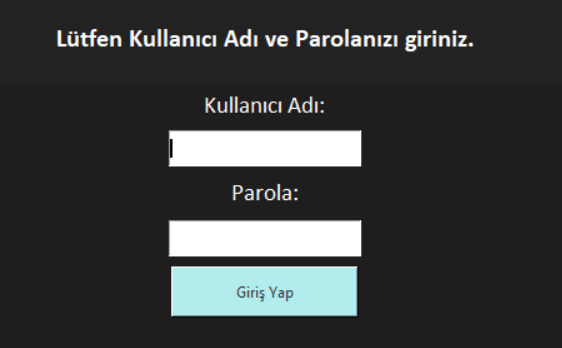 Lütfen Kullanıcı Adı ve Parolanızı giriniz.
Kullanıcı Adı:
Parola:
Giriş Yap